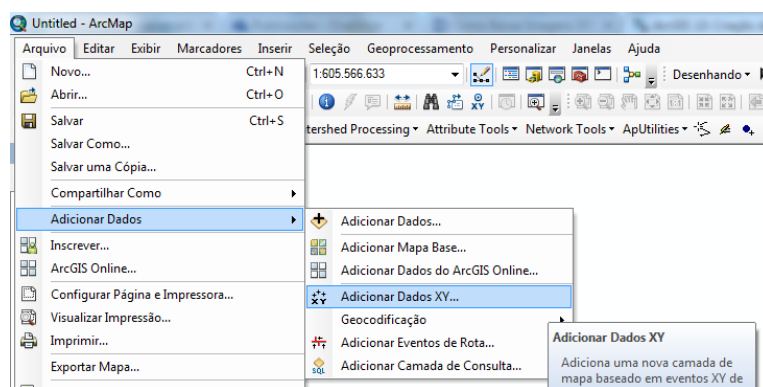 Untitled - ArcMap
Arquivo Editar Exibir Marcadores Inserir Seleção Geoprocessamento Personalizar Janelas Ajuda
Novo... Ctrl+N
1:605.566.633
Desenhando
Abrir... Ctrl+O
Salvar Ctrl+S
tershed Processing Attribute Tools Network Tools ApUtilities
Salvar Como...
Salvar uma Cópia...
Compartilhar Como
Adicionar Dados
Adicionar Dados...
Inscrever...
Adicionar Mapa Base...
ArcGIS Online...
Adicionar Dados do ArcGIS Online...
Configurar Página e Impressora...
Adicionar Dados XY...
Visualizar Impressão...
Geocodificação
Imprimir...
Adicionar Eventos de Rota...
Exportar Mapa...
SQL Adicionar Camada de Consulta...
Adicionar Dados XY
Adiciona uma nova camada de
mapa baseado em eventos XY de